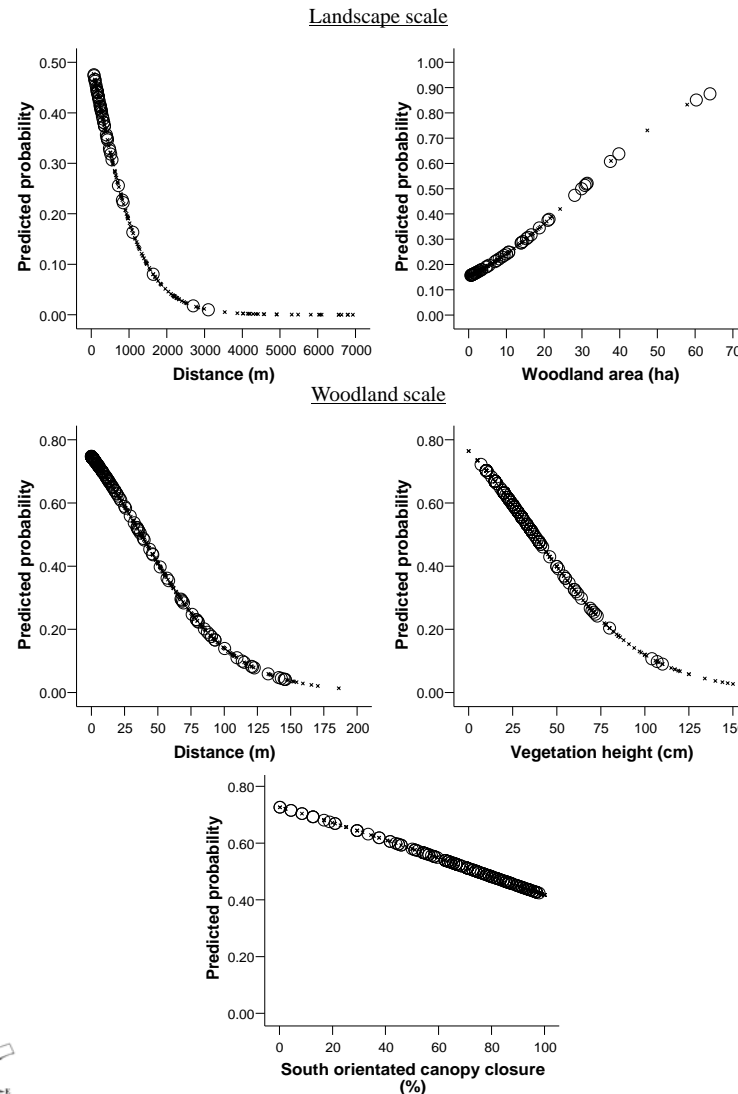 Landscape scale
Predicted probability
0.50
0.40
0.30
0.20
0.10
0.00
0 1000 2000 3000 4000 5000 6000 7000
Distance (m)
Predicted probability
1.00
0.90
0.80
0.70
0.60
0.50
0.40
0.30
0.20
0.10
0.00
0 10 20 30 40 50 60 70
Woodland area (ha)
Woodland scale
Predicted probability
0.80
0.60
0.40
0.20
0.00
0 25 50 75 100 125 150 175 200
Distance (m)
Predicted probability
0.80
0.60
0.40
0.20
0.00
0 25 50 75 100 125
Vegetation height (cm)
Predicted probability
0.80
0.60
0.40
0.20
0.00
0 20 40 60 80 100
South orientated canopy closure
(%)